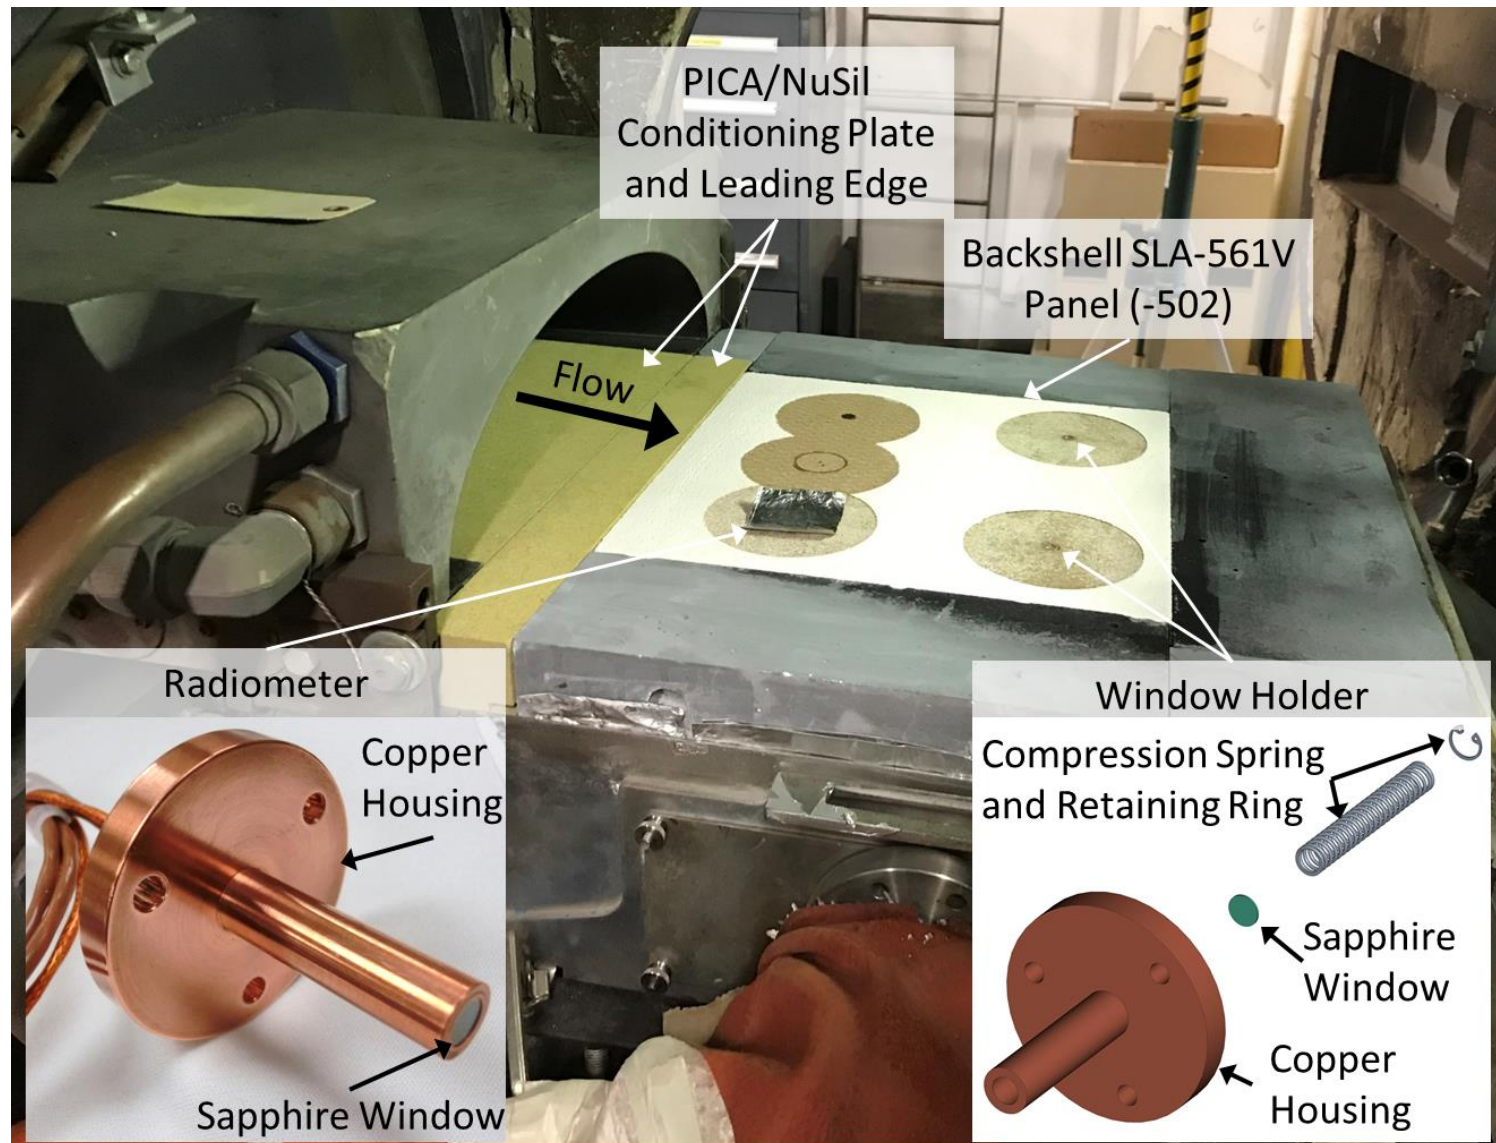 PICA/NuSil
Conditioning Plate
and Leading Edge
Backshell SLA-561V
Panel (-502)
Flow
Radiometer
Copper
Housing
Sapphire Window
Window Holder
Compression Spring
and Retaining Ring
Sapphire
Window
Copper
Housing